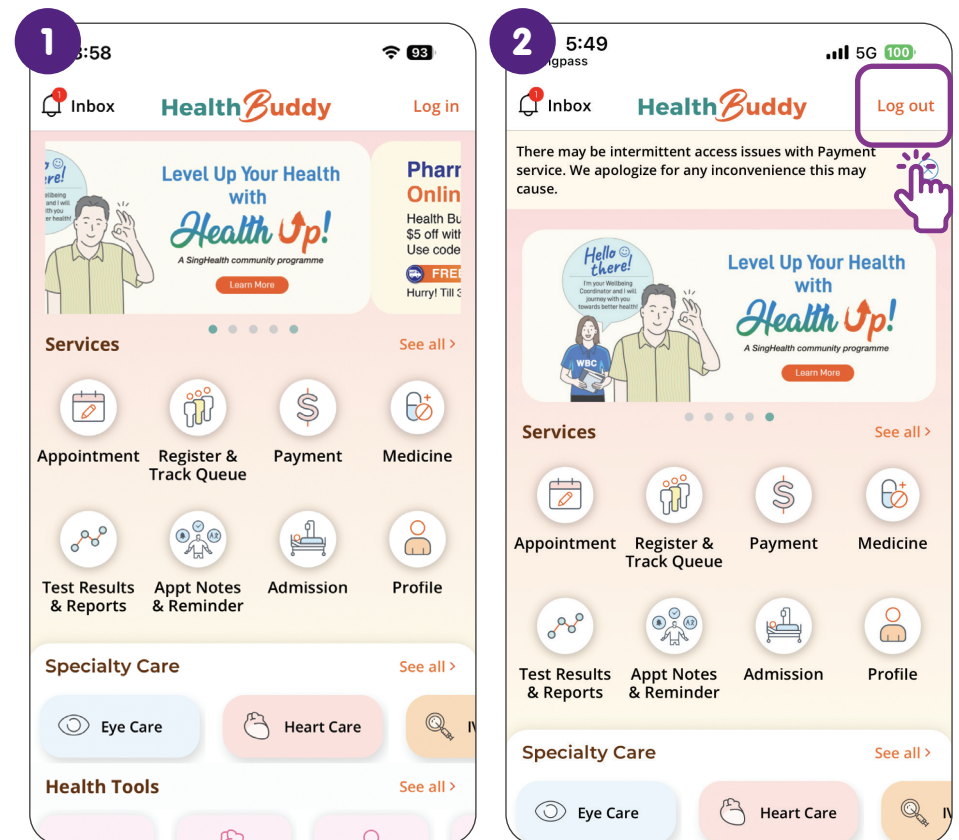 1
3:58
93
1
Inbox
HealthBuddy
Log in
Level Up Your Health
with
Health Up!
A SingHealth community programme
Learn More
Online
$5 off with
Use code
FREE
Hurry! Till
Services
See all >
Appointment
Register &
Track Queue
Payment
Medicine
Test Results
& Reports
Appt Notes
& Reminder
Admission
Profile
Specialty Care
See all >
Eye Care
Heart Care
Health Tools
See all >
2
5:49
5G
100
1
Inbox
HealthBuddy
Log out
There may be intermittent access issues with Payment
service. We apologize for any inconvenience this may
cause.
Hello
there!
I'm your Wellbeing
Coordinator and I will
journey with you
towards better health!
WBC
Level Up Your Health
with
Health Up!
A SingHealth community programme
Learn More
Services
See all >
Appointment
Register &
Track Queue
Payment
Medicine
Test Results
& Reports
Appt Notes
& Reminder
Admission
Profile
Specialty Care
See all >
Eye Care
Heart Care